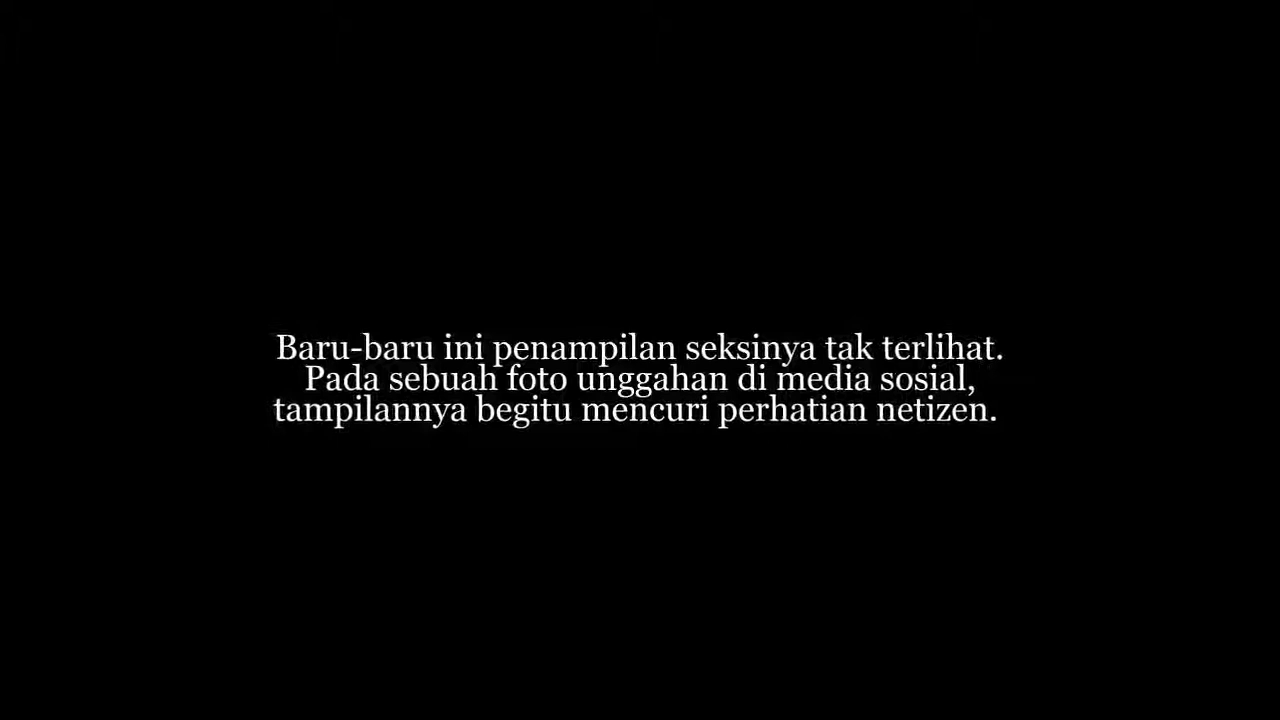 Baru-baru ini penampilan seksinya tak terlihat.
Pada sebuah foto unggahan di media sosial,
tampilannya begitu mencuri perhatian netizen.